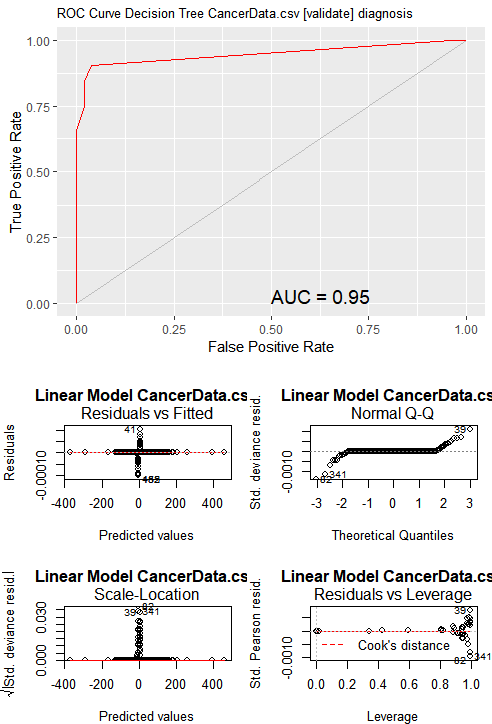 ROC Curve Decision Tree CancerData.csv [validate] diagnosis
True Positive Rate
1.00
0.75
0.50
0.25
0.00
AUC = 0.95
0.00 0.25 0.50 0.75 1.00
False Positive Rate
Linear Model CancerData.cs
Residuals vs Fitted
Residuals
-0.00010
41
-400 -200 0 200 400
Predicted values
Linear Model CancerData.cs
Normal Q-Q
Std. deviance resid.
-0.0010
39
341
82
-3 -2 -1 0 1 2 3
Theoretical Quantiles
Linear Model CancerData.cs
Scale-Location
√|Std. deviance resid.|
0.000 0.030
82
39 341
-400 -200 0 200 400
Predicted values
Linear Model CancerData.cs
Residuals vs Leverage
Std. Pearson resid.
-0.0010
39
Cook's distance
82 341
0.0 0.2 0.4 0.6 0.8 1.0
Leverage